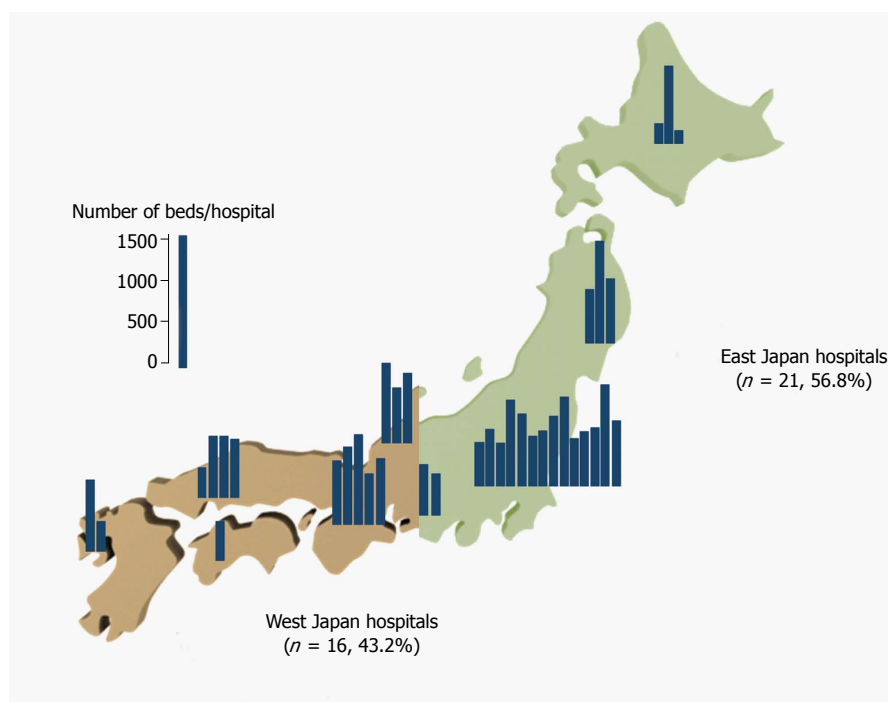 Number of beds/hospital
1500
1000
500
0
East Japan hospitals
(n = 21, 56.8%)
West Japan hospitals
(n = 16, 43.2%)